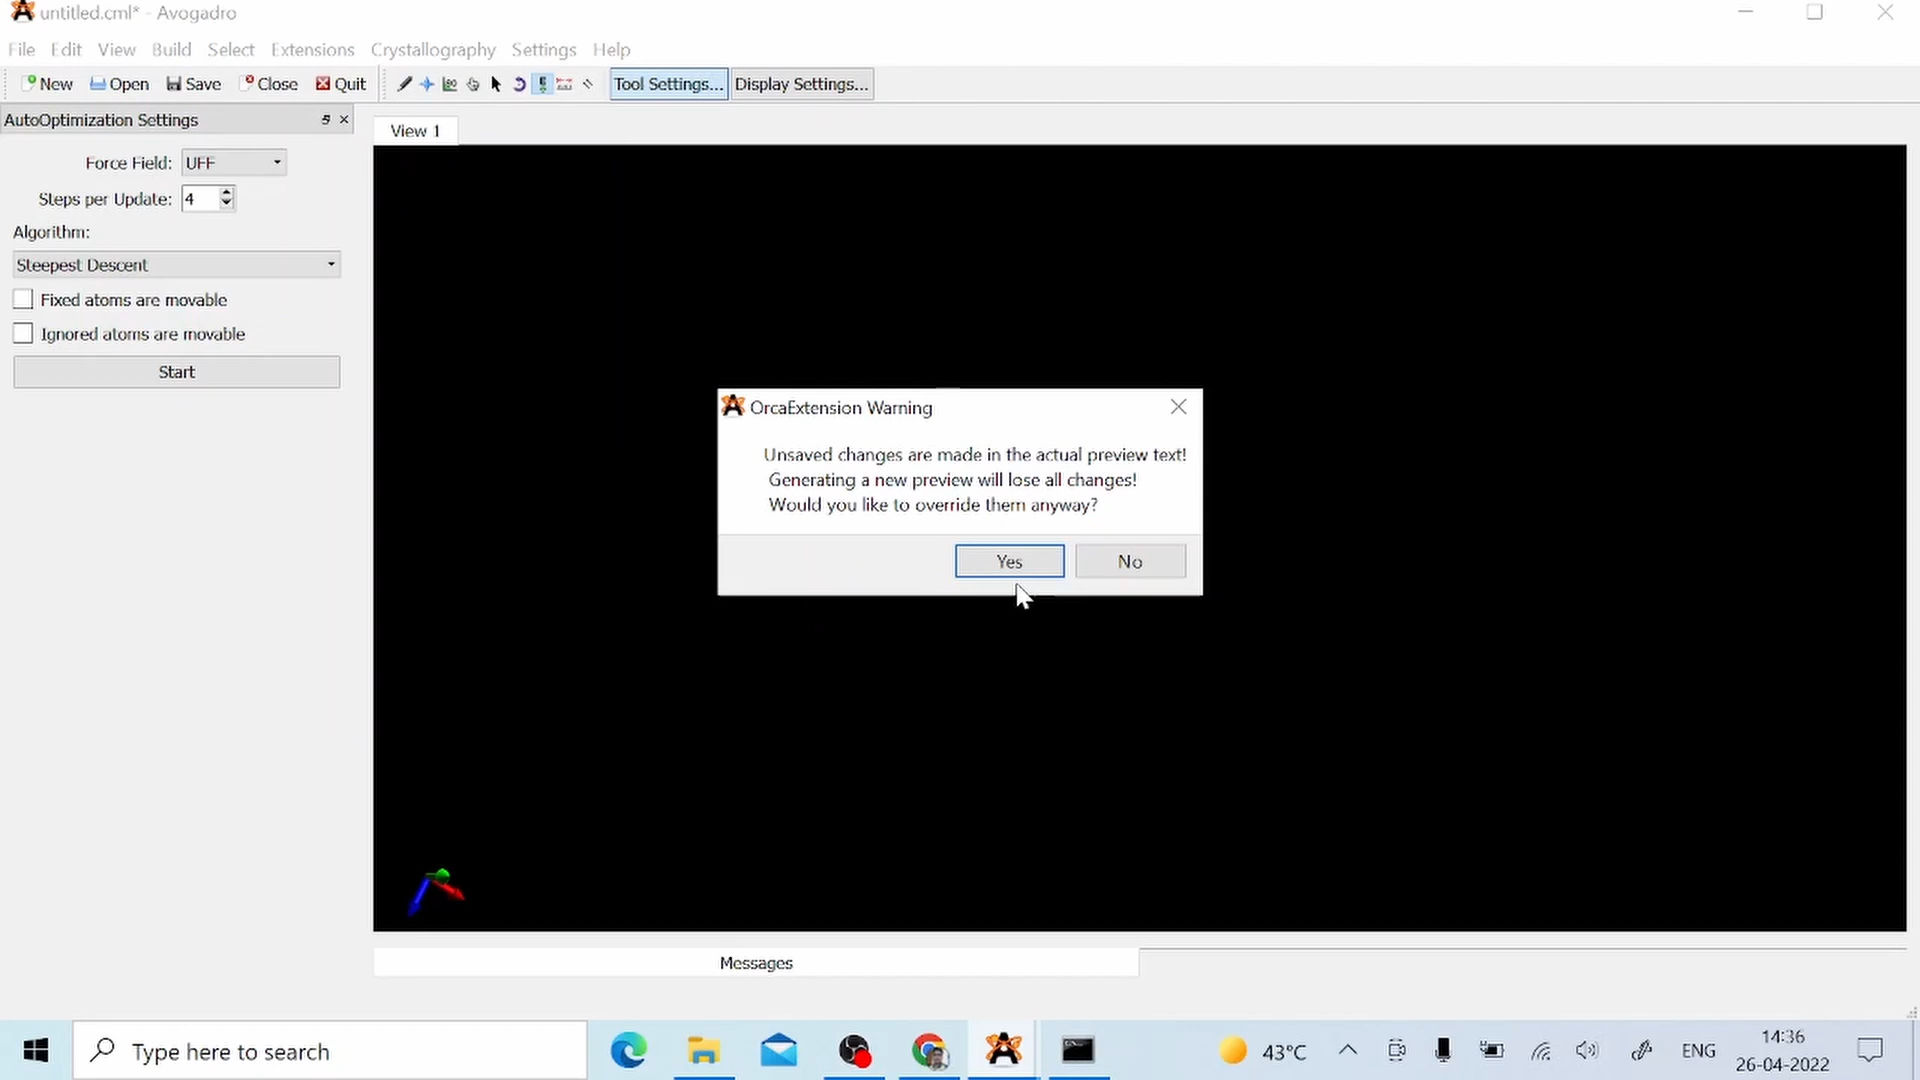 untitled.cml* - Avogadro
File Edit View Build Select Extensions Crystallography Settings Help
New Open Save Close Quit Tool Settings... Display Settings...
AutoOptimization Settings
View 1
Force Field: UFF
Steps per Update: 4
Algorithm:
Steepest Descent
Fixed atoms are movable
Ignored atoms are movable
Start
OrcaExtension Warning
Unsaved changes are made in the actual preview text!
Generating a new preview will lose all changes!
Would you like to override them anyway?
Yes No
Messages
Type here to search
43°C
ENG
14:36
26-04-2022